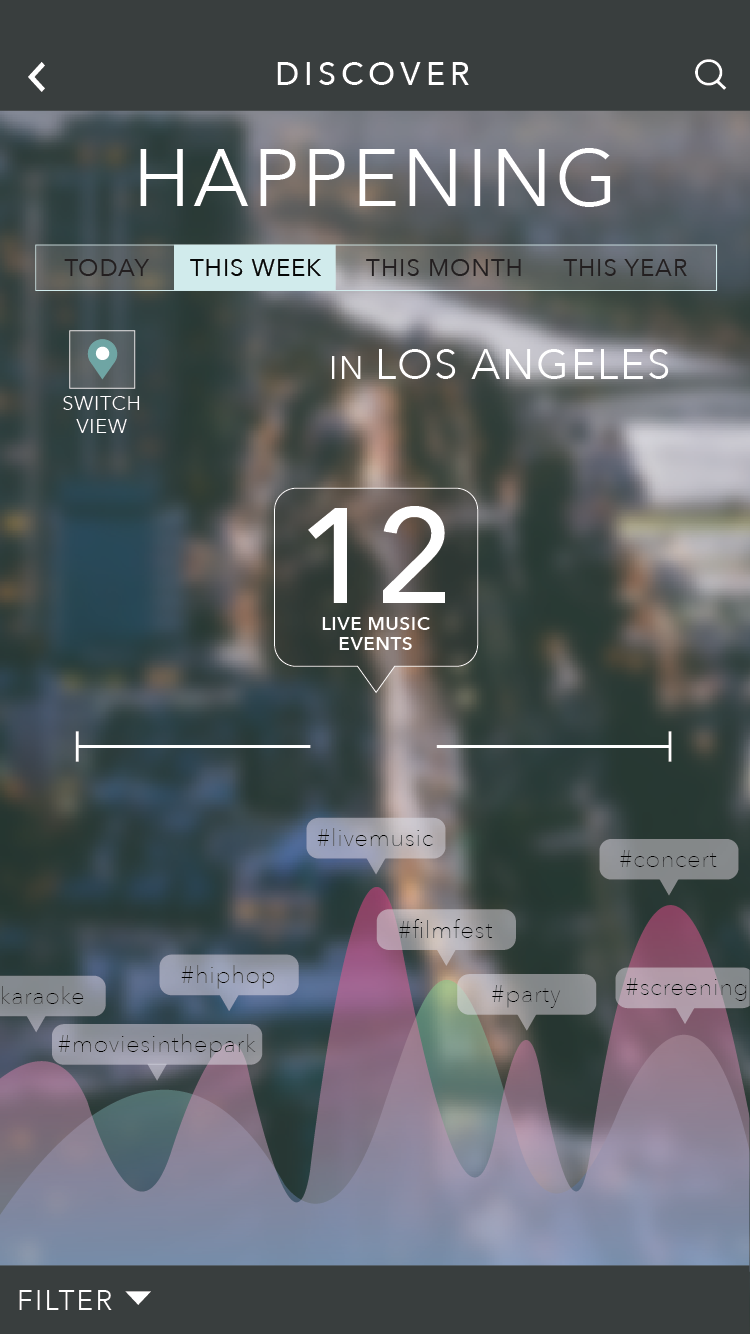 DISCOVER
HAPPENING
TODAY THIS WEEK THIS MONTH THIS YEAR
IN LOS ANGELES
SWITCH
VIEW
12
LIVE MUSIC
EVENTS
#livemusic
#concert
#filmfest
#hiphop
#party
#screening
karaoke
#moviesinthepark
FILTER